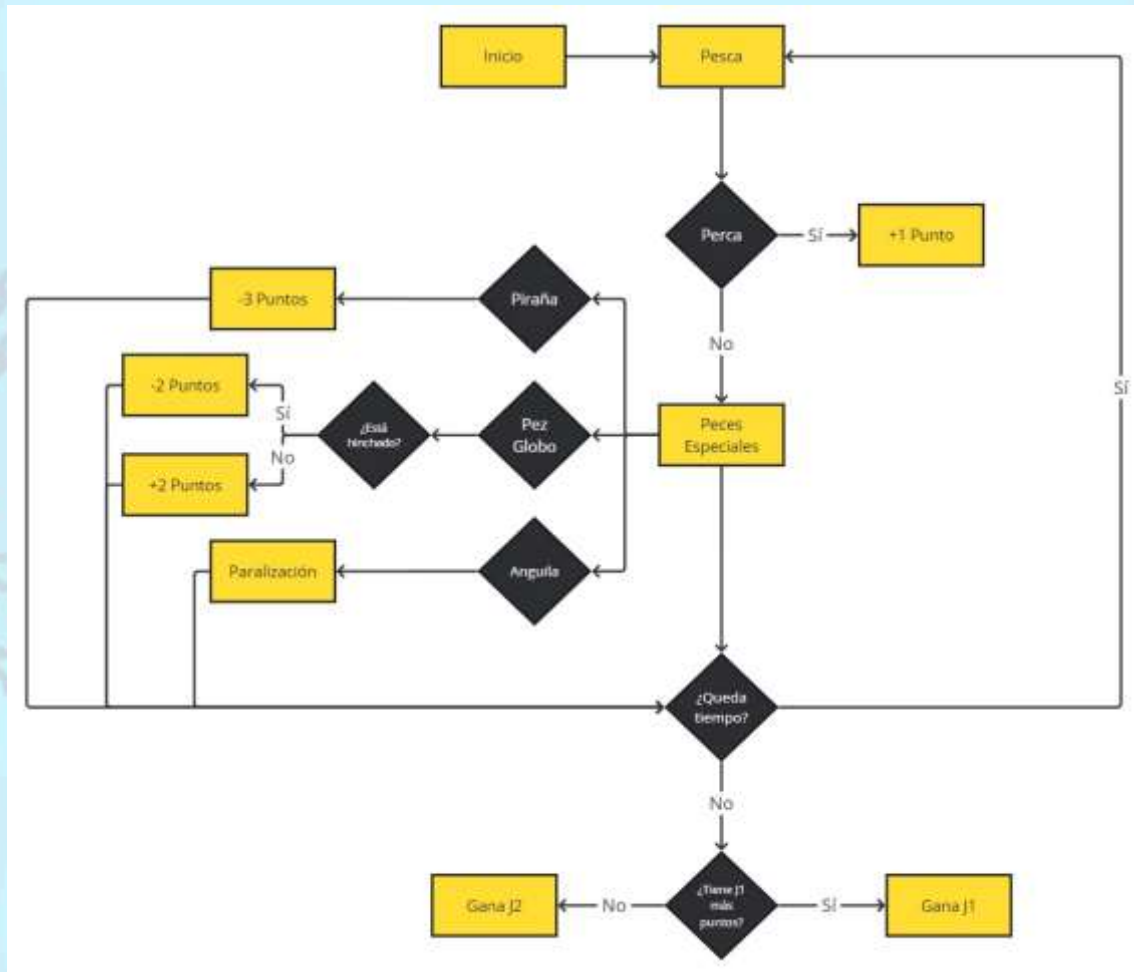 Inicio
Pesca
Perca
Sí
+1 Punto
Piraña
-3 Puntos
No
Sí
-2 Puntos
Sí
¿Está
hinchado?
Pez
Globo
Peces
Especiales
No
+2 Puntos
Paralización
Anguila
¿Queda
tiempo?
No
Gana J2
No
¿Tiene J1
más
puntos?
Sí
Gana J1